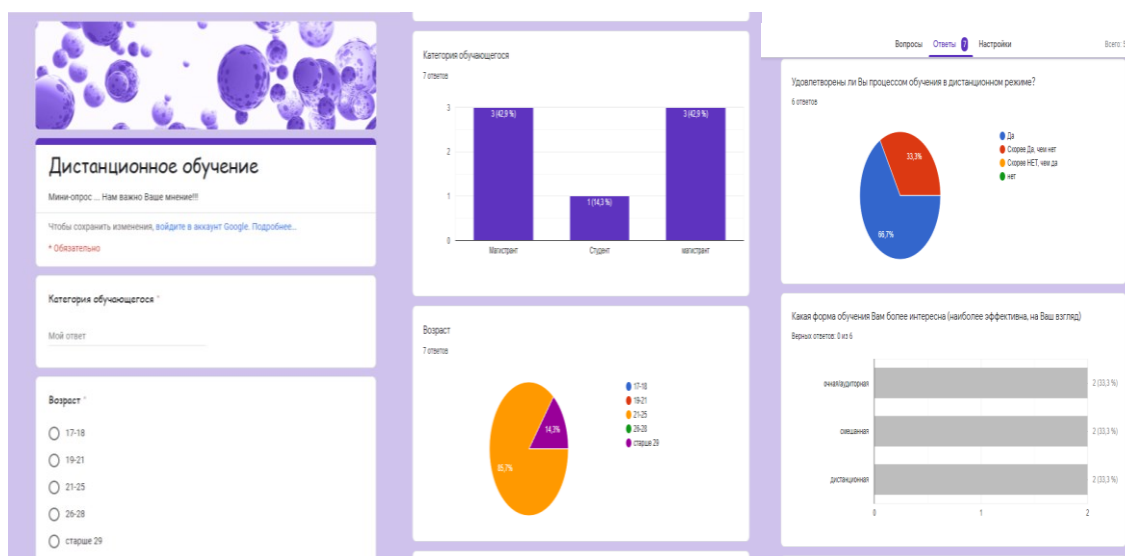 Дистанционное обучение
Мини-опрос ... Нам важно Ваше мнение!!!
Чтобы сохранить изменения, войдите в аккаунт Google. Подробнее...
* Обязательно
Категория обучающегося *
Мой ответ
Возраст *
17-18
19-21
21-25
26-28
старше 29
Категория обучающегося
7 ответов
3
2
1
0
3 (42,9 %)
1 (14,3 %)
3 (42,9 %)
Магистрант
Студент
магистрант
Возраст
7 ответов
14,3%
85,7%
17-18
19-21
21-25
26-28
старше 29
Вопросы Ответы 7 Настройки
Всего: 5
Удовлетворены ли Вы процессом обучения в дистанционном режиме?
6 ответов
33,3%
66,7%
Да
Скорее Да, чем нет
Скорее НЕТ, чем да
нет
Какая форма обучения Вам более интересна (наиболее эффективна, на Ваш взгляд)
Верных ответов: 0 из 6
очная/аудиторная
2 (33,3 %)
смешанная
2 (33,3 %)
дистанционная
2 (33,3 %)
0
1
2